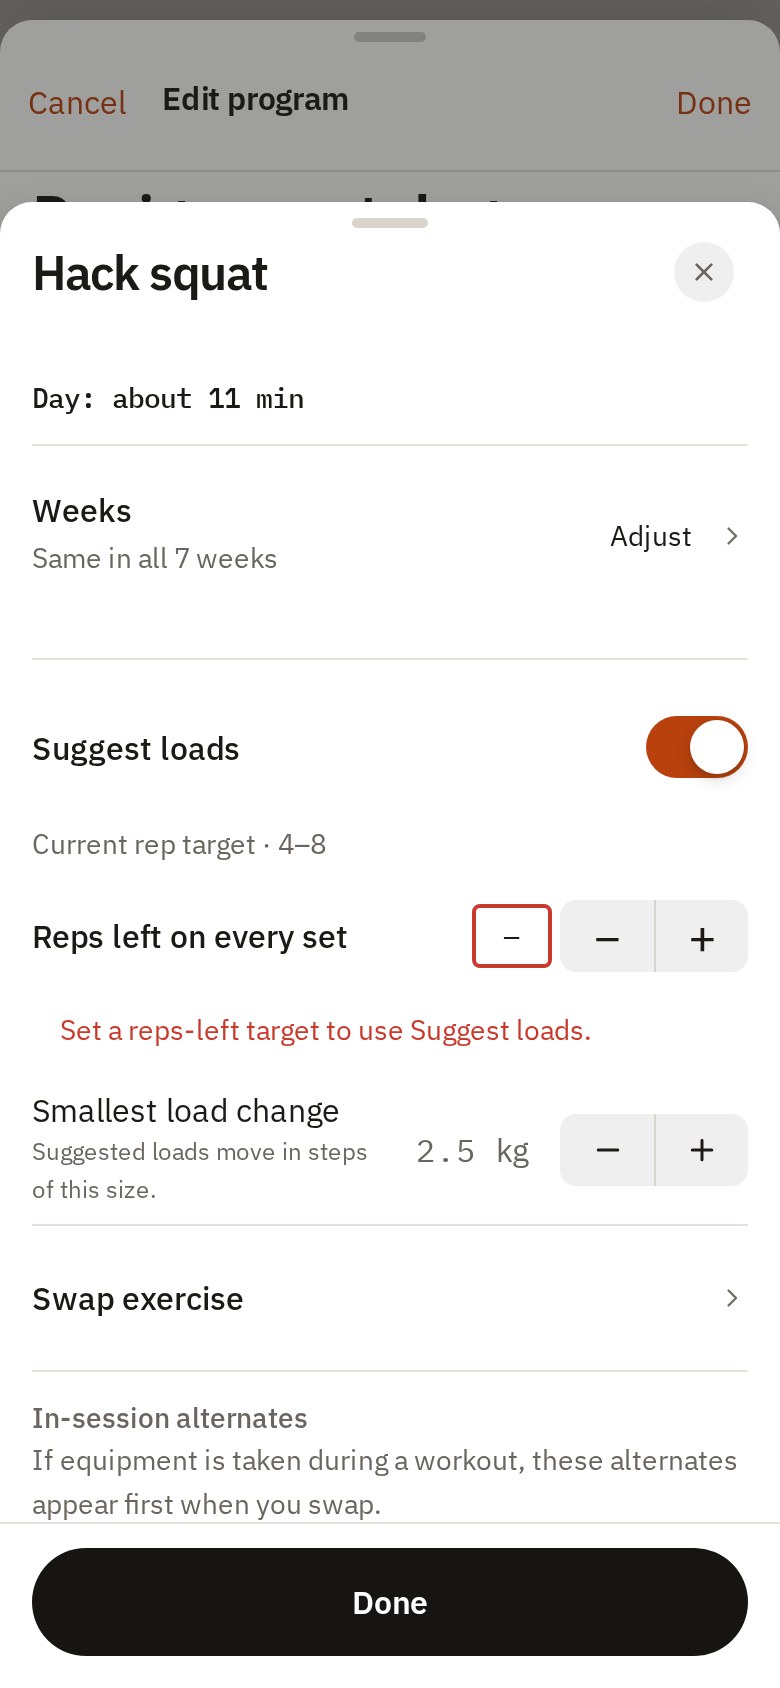 Cancel
Edit program
Done
Hack squat
Day: about 11 min
Weeks
Same in all 7 weeks
Adjust
Suggest loads
Current rep target · 4–8
Reps left on every set
–
− +
Set a reps-left target to use Suggest loads.
Smallest load change
Suggested loads move in steps
of this size.
2.5 kg
− +
Swap exercise
In-session alternates
If equipment is taken during a workout, these alternates
appear first when you swap.
Done